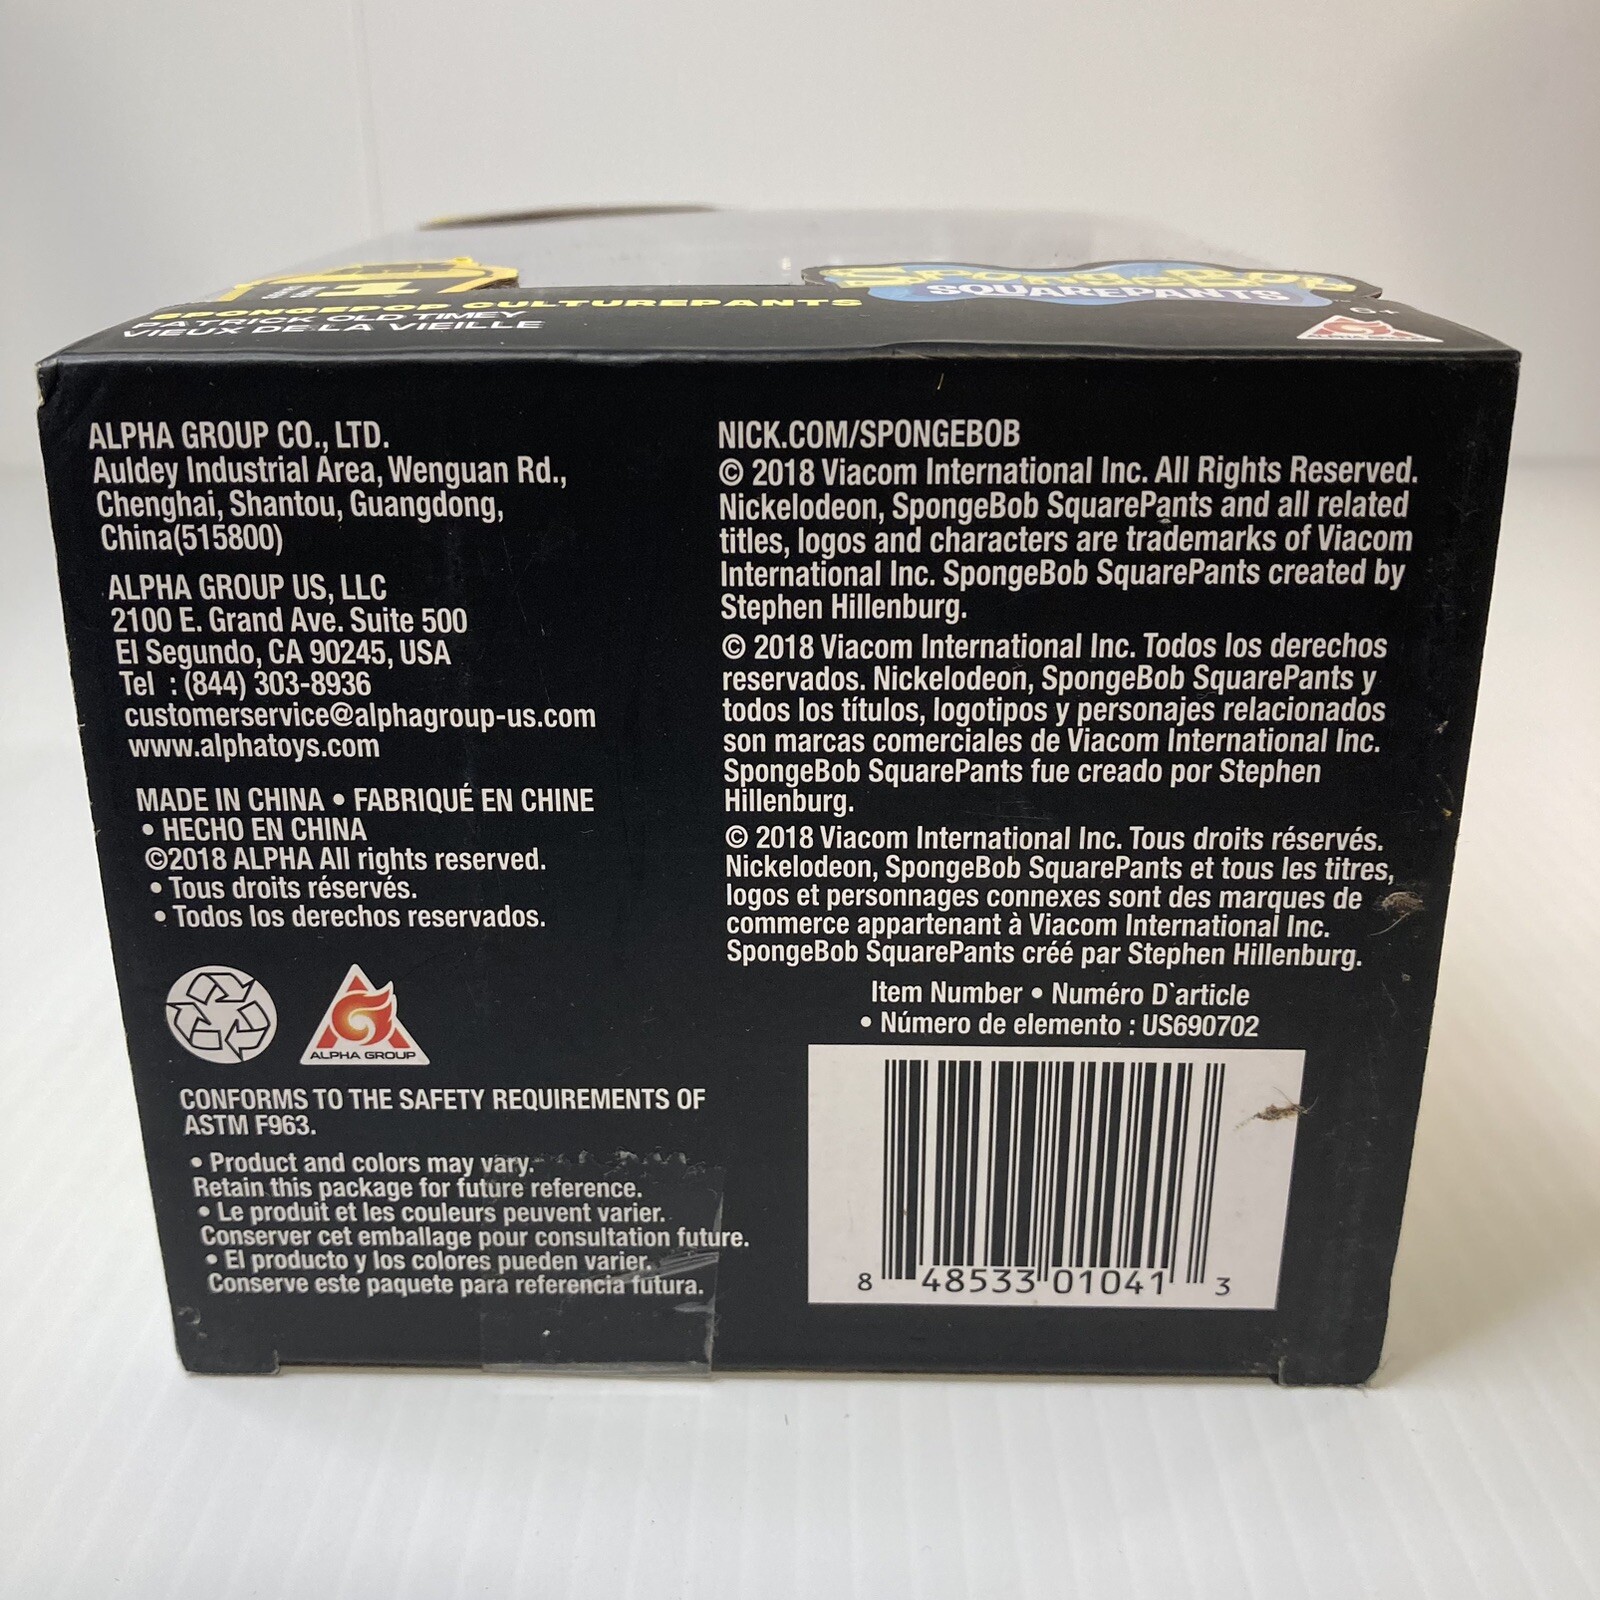 SPONGEBOB
SQUAREPANTS
SPONGEPOP CULTUREPANTS
PATRICK OLD TIMEY
VIEUX DE LA VIEILLE
6+
ALPHA GROUP
ALPHA GROUP CO., LTD.
Auldey Industrial Area, Wenguan Rd.,
Chenghai, Shantou, Guangdong,
China(515800)
ALPHA GROUP US, LLC
2100 E. Grand Ave. Suite 500
El Segundo, CA 90245, USA
Tel : (844) 303-8936
customerservice@alphagroup-us.com
www.alphatoys.com
MADE IN CHINA • FABRIQUÉ EN CHINE
• HECHO EN CHINA
©2018 ALPHA All rights reserved.
• Tous droits réservés.
• Todos los derechos reservados.
ALPHA GROUP
CONFORMS TO THE SAFETY REQUIREMENTS OF
ASTM F963.
• Product and colors may vary.
Retain this package for future reference.
• Le produit et les couleurs peuvent varier.
Conserver cet emballage pour consultation future.
• El producto y los colores pueden varier.
Conserve este paquete para referencia futura.
NICK.COM/SPONGEBOB
© 2018 Viacom International Inc. All Rights Reserved.
Nickelodeon, SpongeBob SquarePants and all related
titles, logos and characters are trademarks of Viacom
International Inc. SpongeBob SquarePants created by
Stephen Hillenburg.
© 2018 Viacom International Inc. Todos los derechos
reservados. Nickelodeon, SpongeBob SquarePants y
todos los títulos, logotipos y personajes relacionados
son marcas comerciales de Viacom International Inc.
SpongeBob SquarePants fue creado por Stephen
Hillenburg.
© 2018 Viacom International Inc. Tous droits réservés.
Nickelodeon, SpongeBob SquarePants et tous les titres,
logos et personnages connexes sont des marques de
commerce appartenant à Viacom International Inc.
SpongeBob SquarePants créé par Stephen Hillenburg.
Item Number • Numéro D`article
• Número de elemento : US690702
8 48533 01041 3